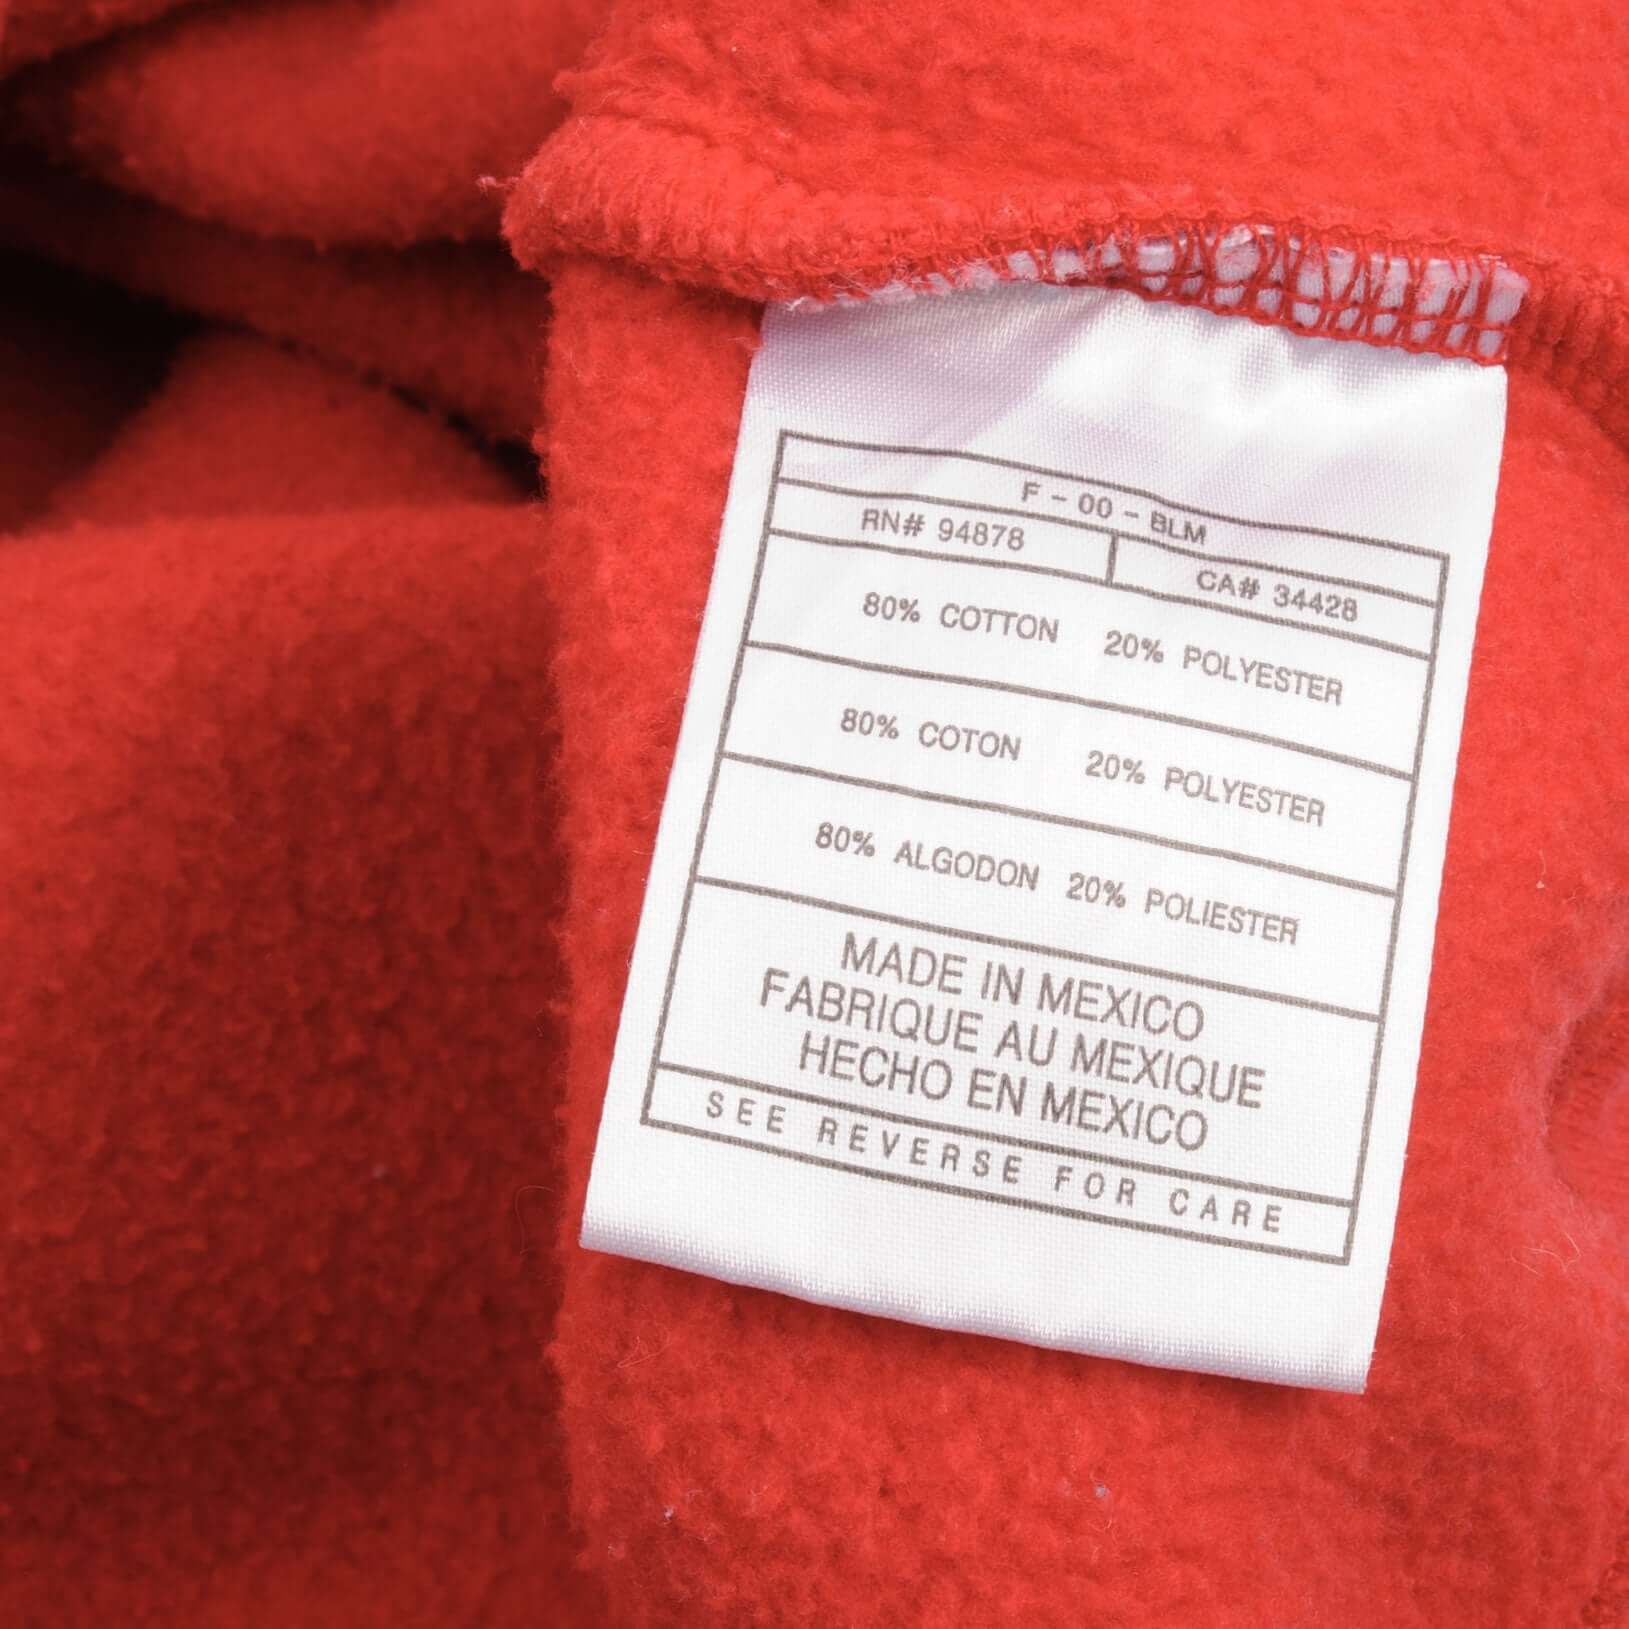 F - 00 - BLM
RN# 94878 CA# 34428
80% COTTON 20% POLYESTER
80% COTON 20% POLYESTER
80% ALGODON 20% POLIESTER
MADE IN MEXICO
FABRIQUE AU MEXIQUE
HECHO EN MEXICO
SEE REVERSE FOR CARE